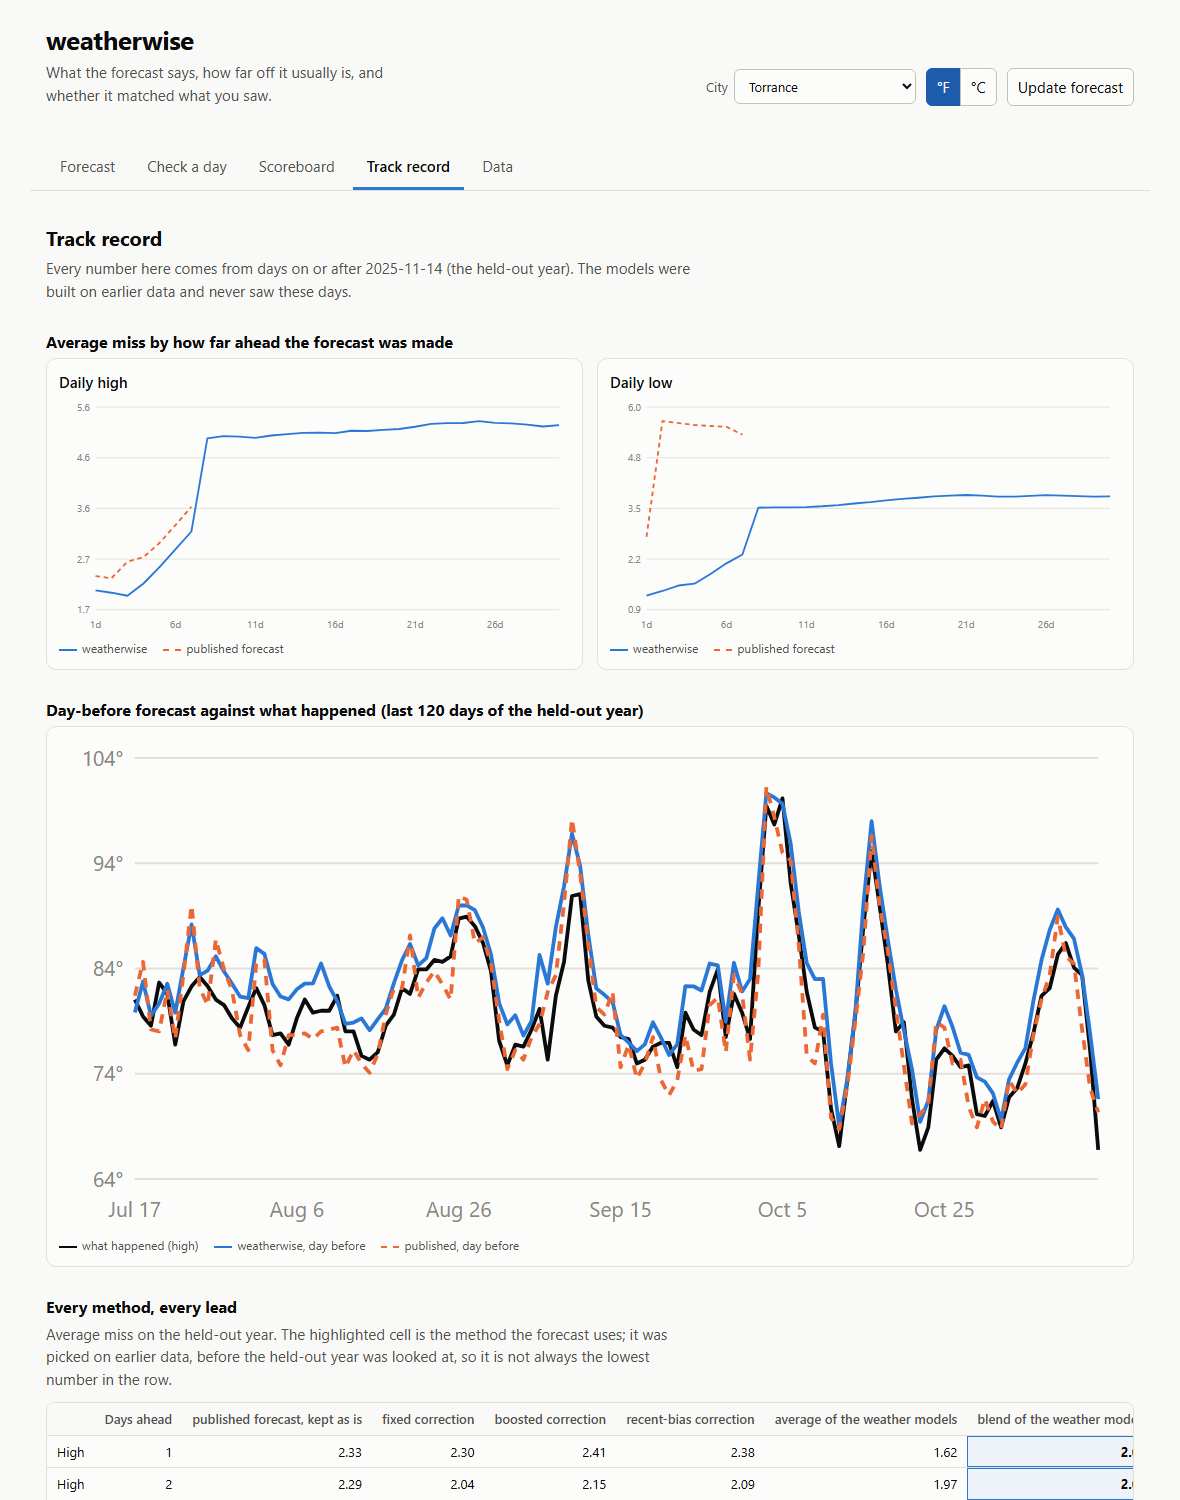 weatherwise
What the forecast says, how far off it usually is, and
whether it matched what you saw.
City
Torrance
°F
°C
Update forecast
Forecast
Check a day
Scoreboard
Track record
Data
Track record
Every number here comes from days on or after 2025-11-14 (the held-out year). The models were
built on earlier data and never saw these days.
Average miss by how far ahead the forecast was made
Daily high
5.6
4.6
3.6
2.7
1.7
1d 6d 11d 16d 21d 26d
weatherwise published forecast
Daily low
6.0
4.8
3.5
2.2
0.9
1d 6d 11d 16d 21d 26d
weatherwise published forecast
Day-before forecast against what happened (last 120 days of the held-out year)
104°
94°
84°
74°
64°
Jul 17 Aug 6 Aug 26 Sep 15 Oct 5 Oct 25
what happened (high) weatherwise, day before published, day before
Every method, every lead
Average miss on the held-out year. The highlighted cell is the method the forecast uses; it was
picked on earlier data, before the held-out year was looked at, so it is not always the lowest
number in the row.
Days ahead published forecast, kept as is fixed correction boosted correction recent-bias correction average of the weather models blend of the weather
High 1 2.33 2.30 2.41 2.38 1.62
High 2 2.29 2.04 2.15 2.09 1.97